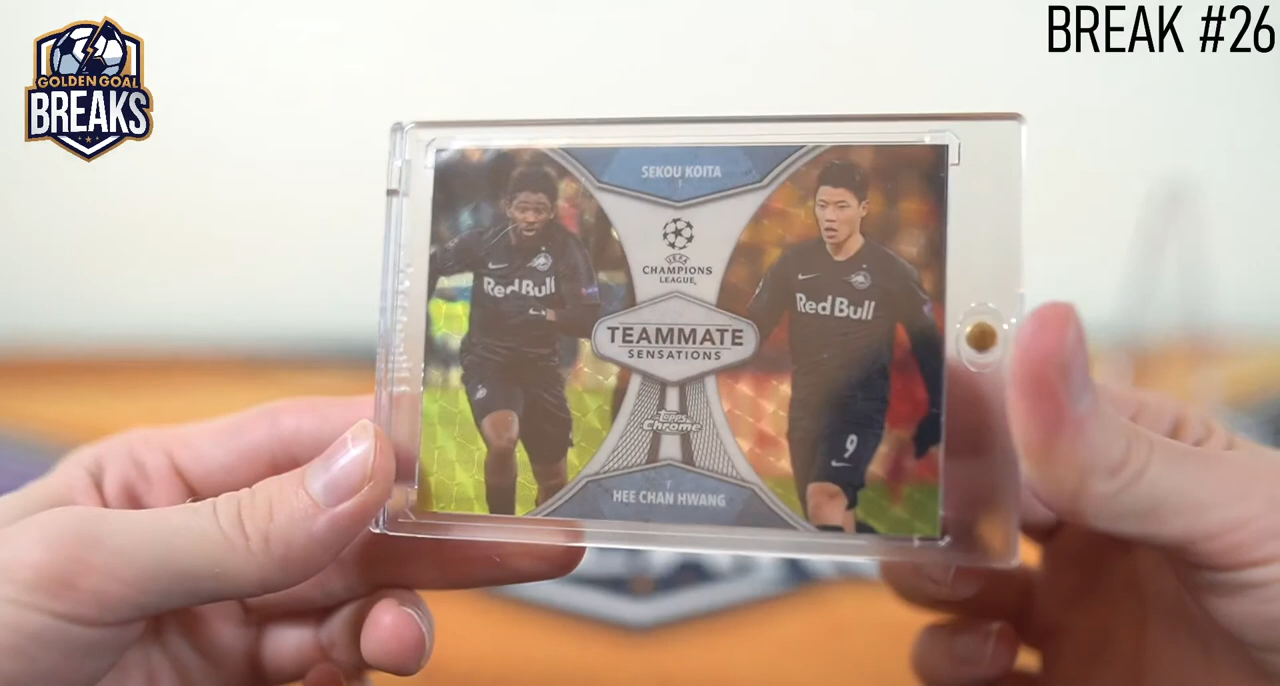 BREAK #26
GOLDEN GOAL
BREAKS
SEKOU KOITA
F
UEFA
CHAMPIONS
LEAGUE
Red Bull
Red Bull
TEAMMATE
SENSATIONS
Topps
Chrome
9
F
HEE CHAN HWANG